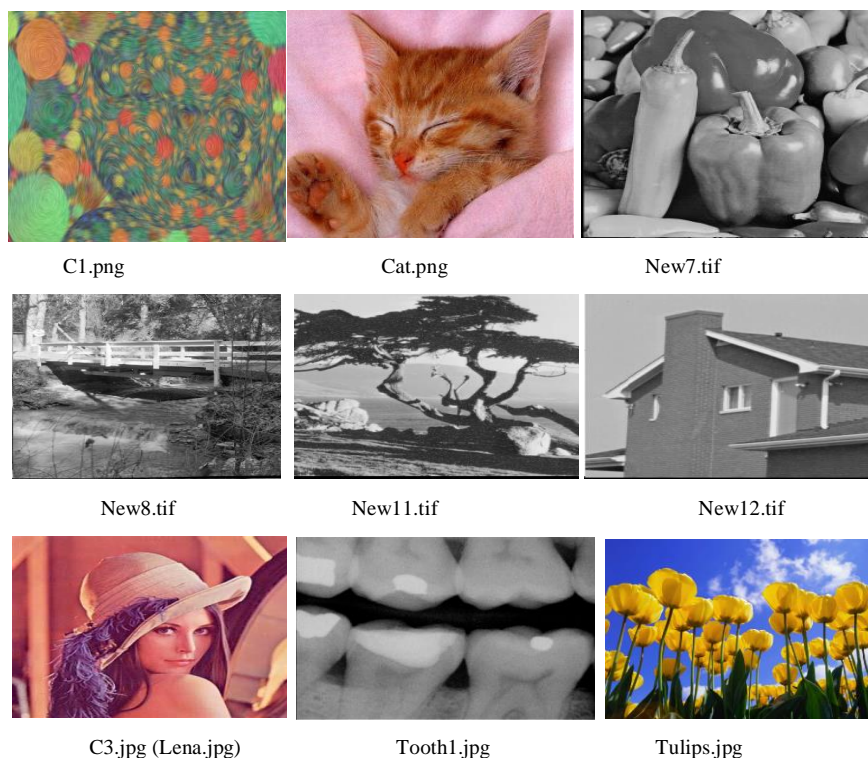 C1.png Cat.png New7.tif
New8.tif New11.tif New12.tif
C3.jpg (Lena.jpg) Tooth1.jpg Tulips.jpg